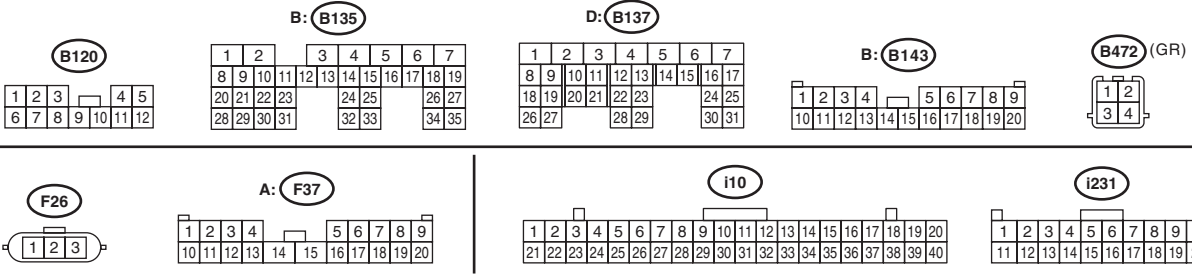 B: B135
D: B137
B120
B: B143
B472 (GR)
1 2 3 4 5
6 7 8 9 10 11 12
1 2 3 4 5 6 7
8 9 10 11 12 13 14 15 16 17 18 19
20 21 22 23 24 25 26 27
28 29 30 31 32 33 34 35
1 2 3 4 5 6 7
8 9 10 11 12 13 14 15 16 17
18 19 20 21 22 23 24 25
26 27 28 29 30 31
1 2 3 4 5 6 7 8 9
10 11 12 13 14 15 16 17 18 19 20
1 2
3 4
F26
A: F37
i10
i231
1 2 3
1 2 3 4 5 6 7 8 9
10 11 12 13 14 15 16 17 18 19 20
1 2 3 4 5 6 7 8 9 10 11 12 13 14 15 16 17 18 19 20
21 22 23 24 25 26 27 28 29 30 31 32 33 34 35 36 37 38 39 40
1 2 3 4 5 6 7 8 9
11 12 13 14 15 16 17 18 19